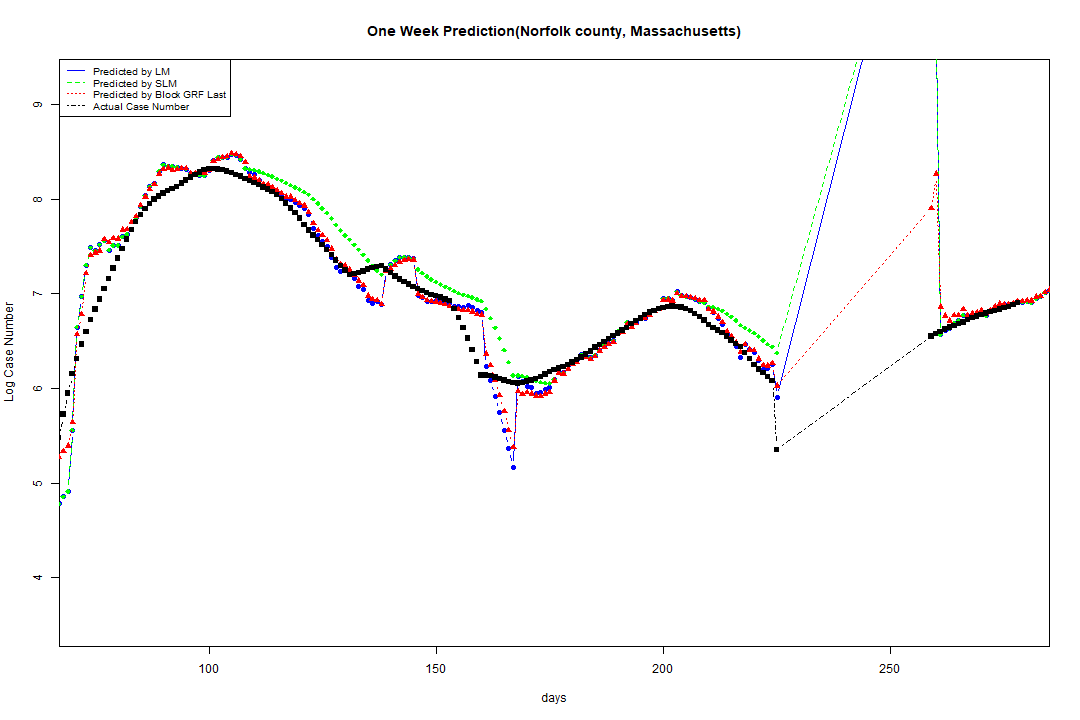 One Week Prediction(Norfolk county, Massachusetts)
Predicted by LM
Predicted by SLM
Predicted by Block GRF Last
Actual Case Number
9
8
7
6
5
4
Log Case Number
100 150 200 250
days